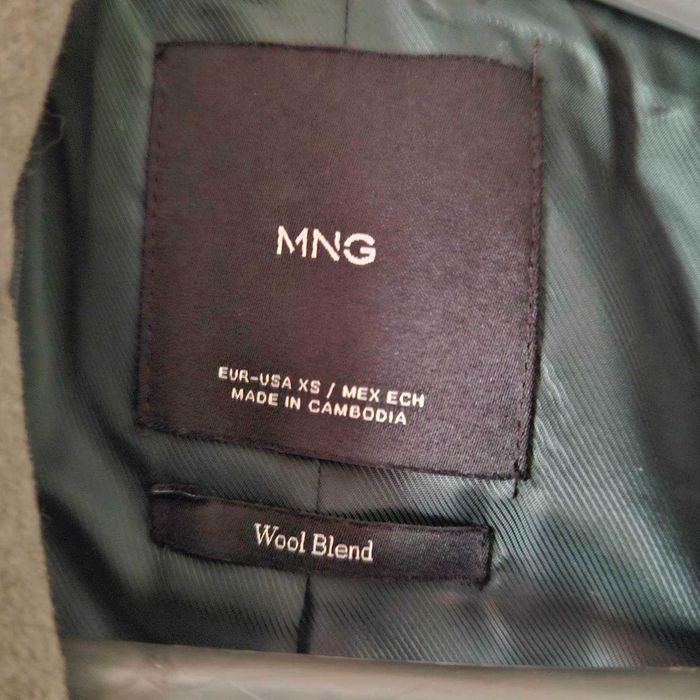 MNG
EUR-USA XS / MEX ECH
MADE IN CAMBODIA
Wool Blend